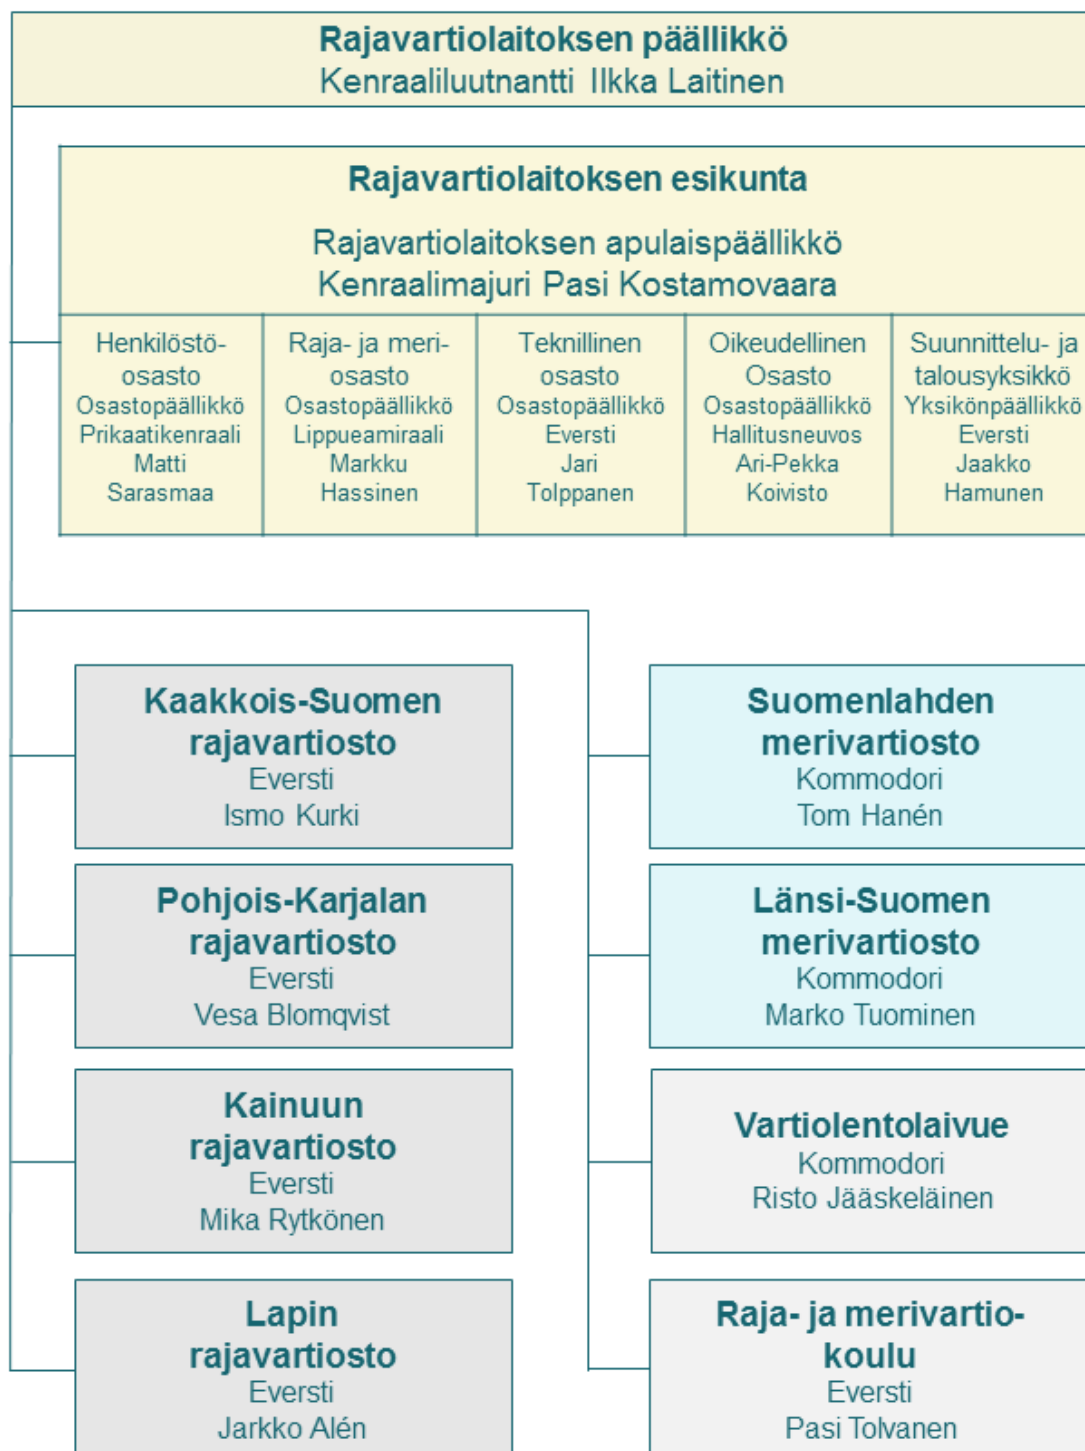 Rajavartiolaitoksen päällikkö
Kenraaliluutnantti Ilkka Laitinen
Rajavartiolaitoksen esikunta
Rajavartiolaitoksen apulaispäällikkö
Kenraalimajuri Pasi Kostamovaara
Henkilöstö-
osasto
Osastopäällikkö
Prikaatikenraali
Matti
Sarasmaa
Raja- ja meri-
osasto
Osastopäällikkö
Lippueamiraali
Markku
Hassinen
Teknillinen
osasto
Osastopäällikkö
Eversti
Jari
Tolppanen
Oikeudellinen
Osasto
Osastopäällikkö
Hallitusneuvos
Ari-Pekka
Koivisto
Suunnittelu- ja
talousyksikkö
Yksikönpäällikkö
Eversti
Jaakko
Hamunen
Kaakkois-Suomen
rajavartiosto
Eversti
Ismo Kurki
Pohjois-Karjalan
rajavartiosto
Eversti
Vesa Blomqvist
Kainuun
rajavartiosto
Eversti
Mika Rytkönen
Lapin
rajavartiosto
Eversti
Jarkko Alén
Suomenlahden
merivartiosto
Kommodori
Tom Hanén
Länsi-Suomen
merivartiosto
Kommodori
Marko Tuominen
Vartiolentolaivue
Kommodori
Risto Jääskeläinen
Raja- ja merivartio-
koulu
Eversti
Pasi Tolvanen